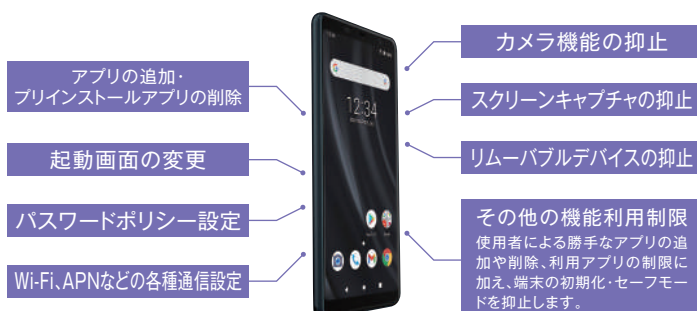 アプリの追加・
プリインストールアプリの削除
起動画面の変更
パスワードポリシー設定
Wi-Fi、APNなどの各種通信設定
12:34
カメラ機能の抑止
スクリーンキャプチャの抑止
リムーバブルデバイスの抑止
その他の機能利用制限
使用者による勝手なアプリの追
加や削除、利用アプリの制限に
加え、端末の初期化・セーフモー
ドを抑止します。